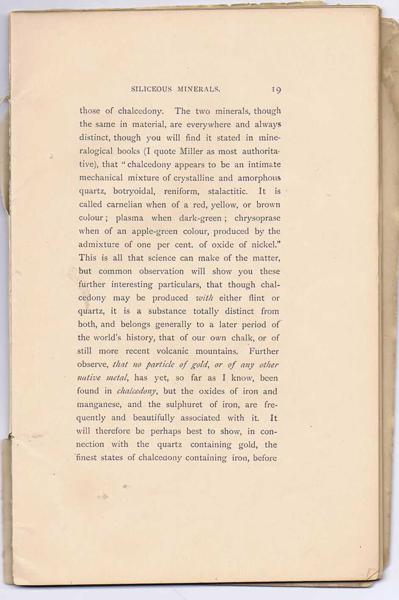 SILICEOUS MINERALS. 19
those of chalcedony. The two minerals, though
the same in material, are everywhere and always
distinct, though you will find it stated in mine-
ralogical books (I quote Miller as most authorita-
tive), that “chalcedony appears to be an intimate
mechanical mixture of crystalline and amorphous
quartz, botryoidal, reniform, stalactitic. It is
called carnelian when of a red, yellow, or brown
colour; plasma when dark-green; chrysoprase
when of an apple-green colour, produced by the
admixture of one per cent. of oxide of nickel.”
This is all that science can make of the matter,
but common observation will show you these
further interesting particulars, that though chal-
cedony may be produced with either flint or
quartz, it is a substance totally distinct from
both, and belongs generally to a later period of
the world's history, that of our own chalk, or of
still more recent volcanic mountains. Further
observe, that no particle of gold, or of any other
native metal, has yet, so far as I know, been
found in chalcedony, but the oxides of iron and
manganese, and the sulphuret of iron, are fre-
quently and beautifully associated with it. It
will therefore be perhaps best to show, in con-
nection with the quartz containing gold, the
finest states of chalcedony containing iron, before